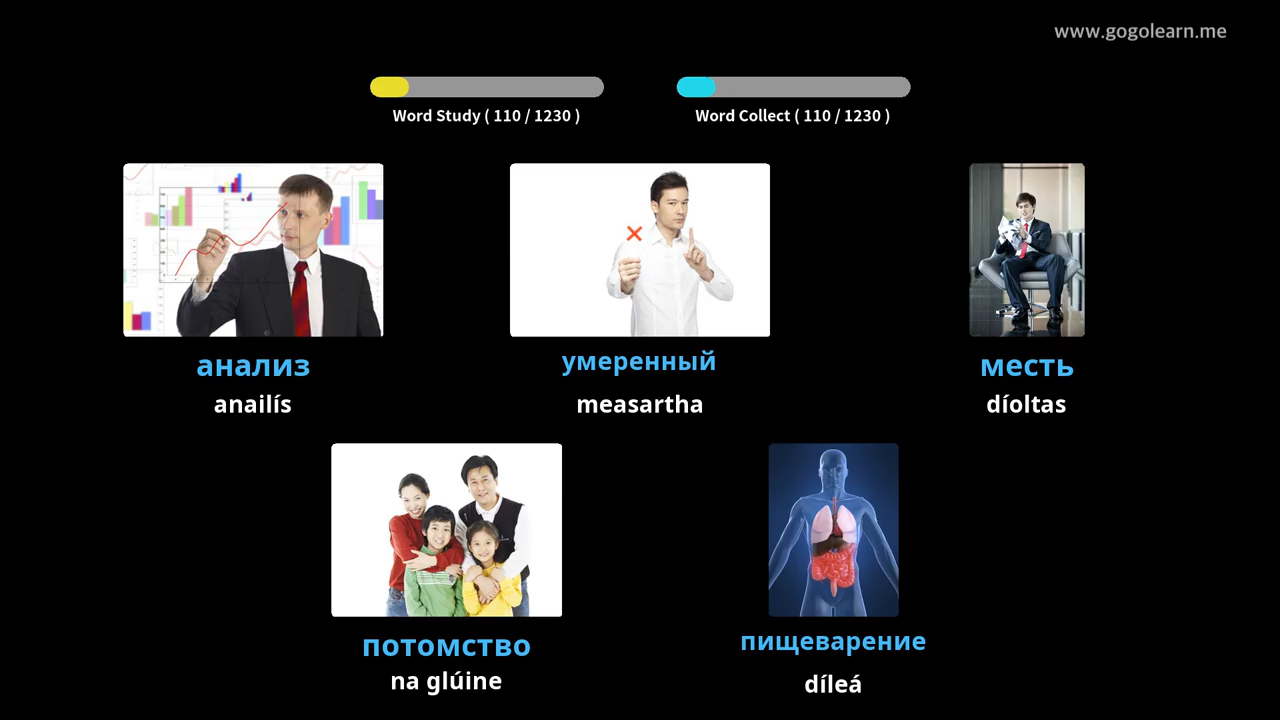 www.gogolearn.me
Word Study ( 110 / 1230 )
Word Collect ( 110 / 1230 )
анализ
anailís
умеренный
measartha
месть
díoltas
потомство
na glúine
пищеварение
díleá